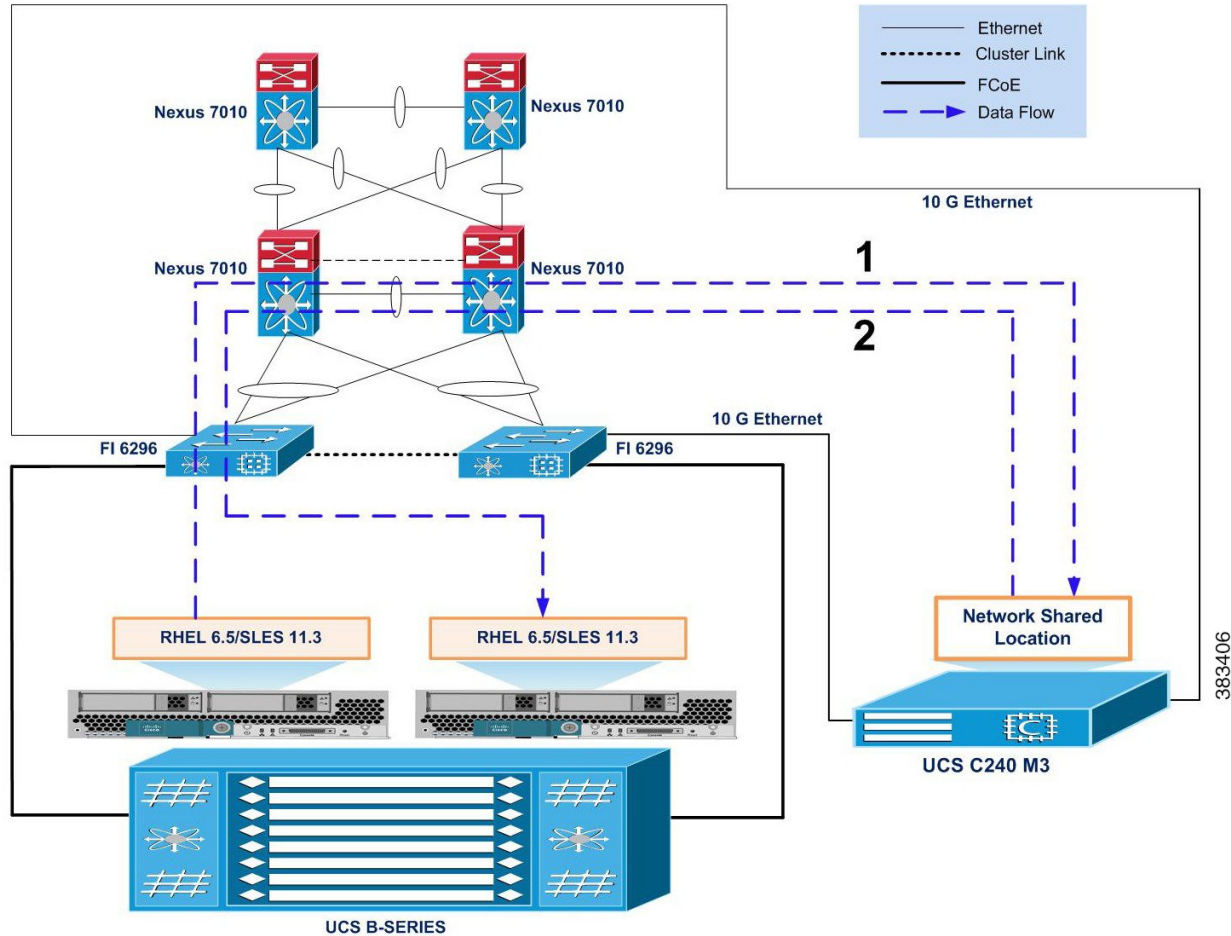 Ethernet
Cluster Link
FCoE
Data Flow
Nexus 7010
Nexus 7010
10 G Ethernet
Nexus 7010
Nexus 7010
1
2
10 G Ethernet
FI 6296
FI 6296
RHEL 6.5/SLES 11.3
RHEL 6.5/SLES 11.3
Network Shared
Location
383406
UCS C240 M3
UCS B-SERIES